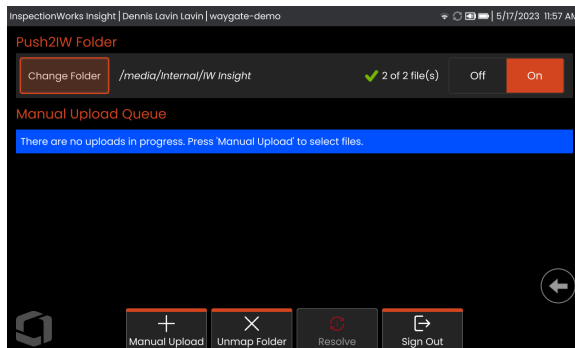 InspectionWorks Insight | Dennis Lavin Lavin | waygate-demo 5/17/2023 11:57 AM
Push2IW Folder
Change Folder /media/Internal/IW Insight 2 of 2 file(s) Off On
Manual Upload Queue
There are no uploads in progress. Press 'Manual Upload' to select files.
Manual Upload Unmap Folder Resolve Sign Out